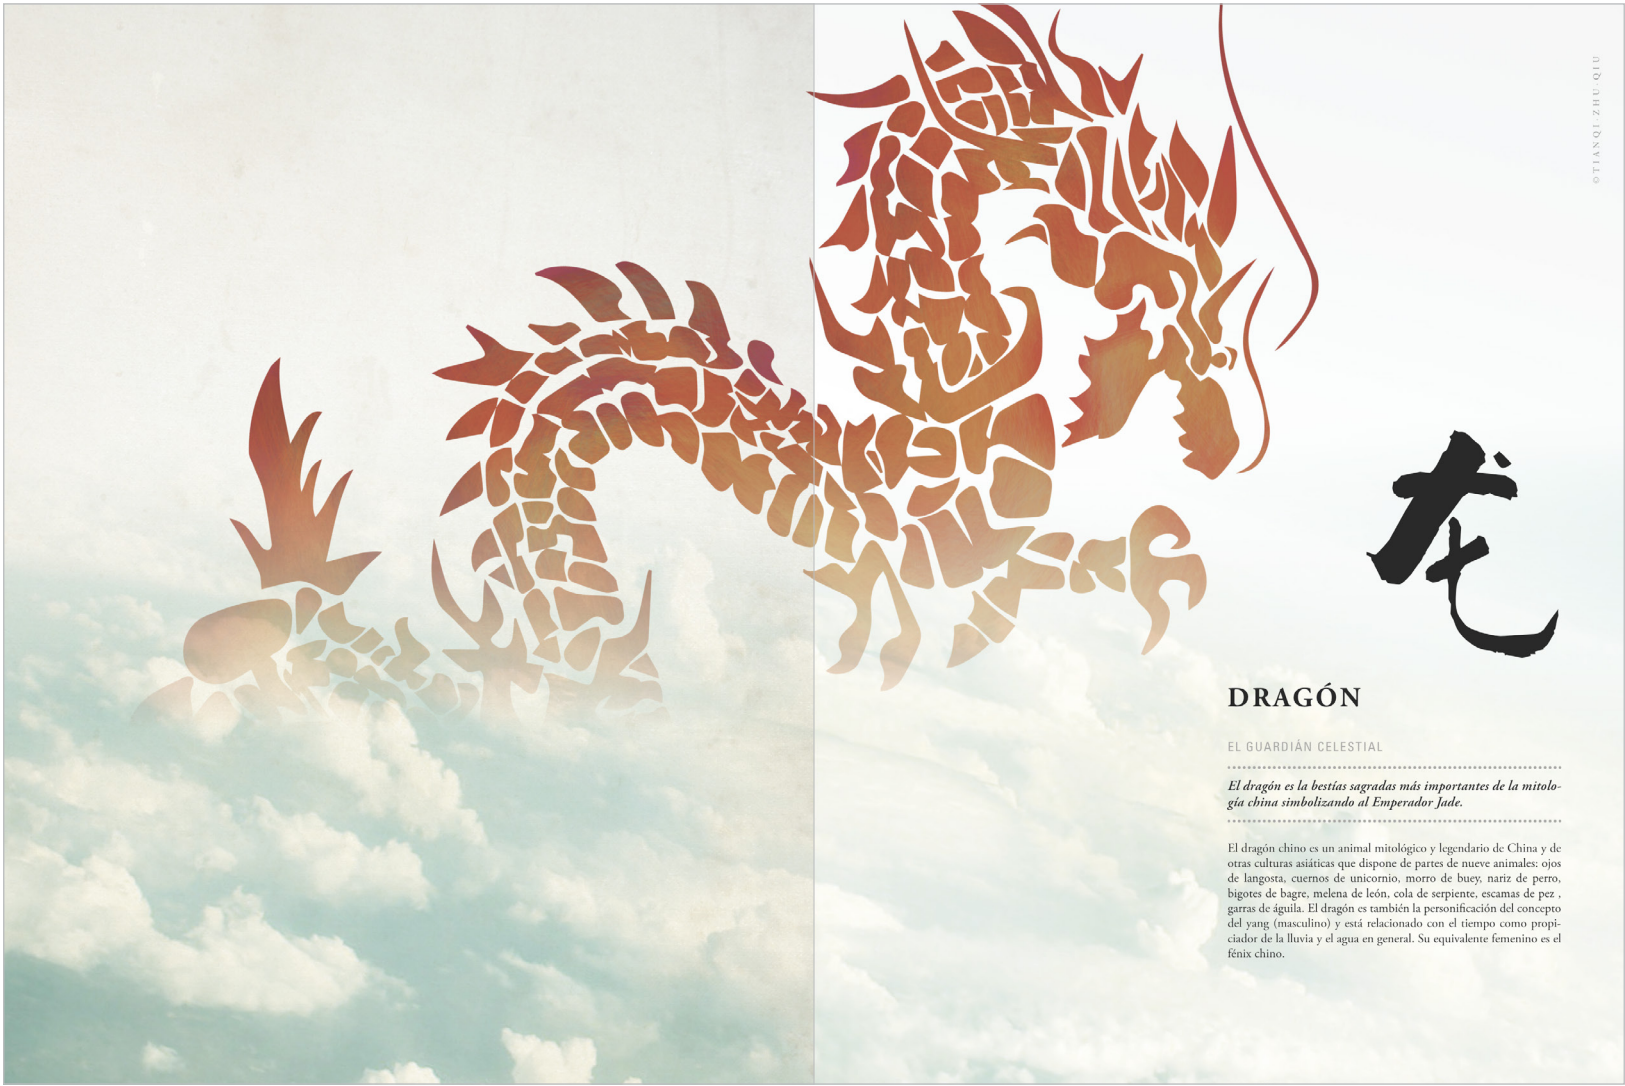 ©TIANQI·ZHU·QIU
龙
DRAGÓN
EL GUARDIÁN CELESTIAL
El dragón es la bestías sagradas más importantes de la mitolo-
gía china simbolizando al Emperador Jade.
El dragón chino es un animal mitológico y legendario de China y de
otras culturas asiáticas que dispone de partes de nueve animales: ojos
de langosta, cuernos de unicornio, morro de buey, nariz de perro,
bigotes de bagre, melena de león, cola de serpiente, escamas de pez ,
garras de águila. El dragón es también la personificación del concepto
del yang (masculino) y está relacionado con el tiempo como propi-
ciador de la lluvia y el agua en general. Su equivalente femenino es el
fénix chino.